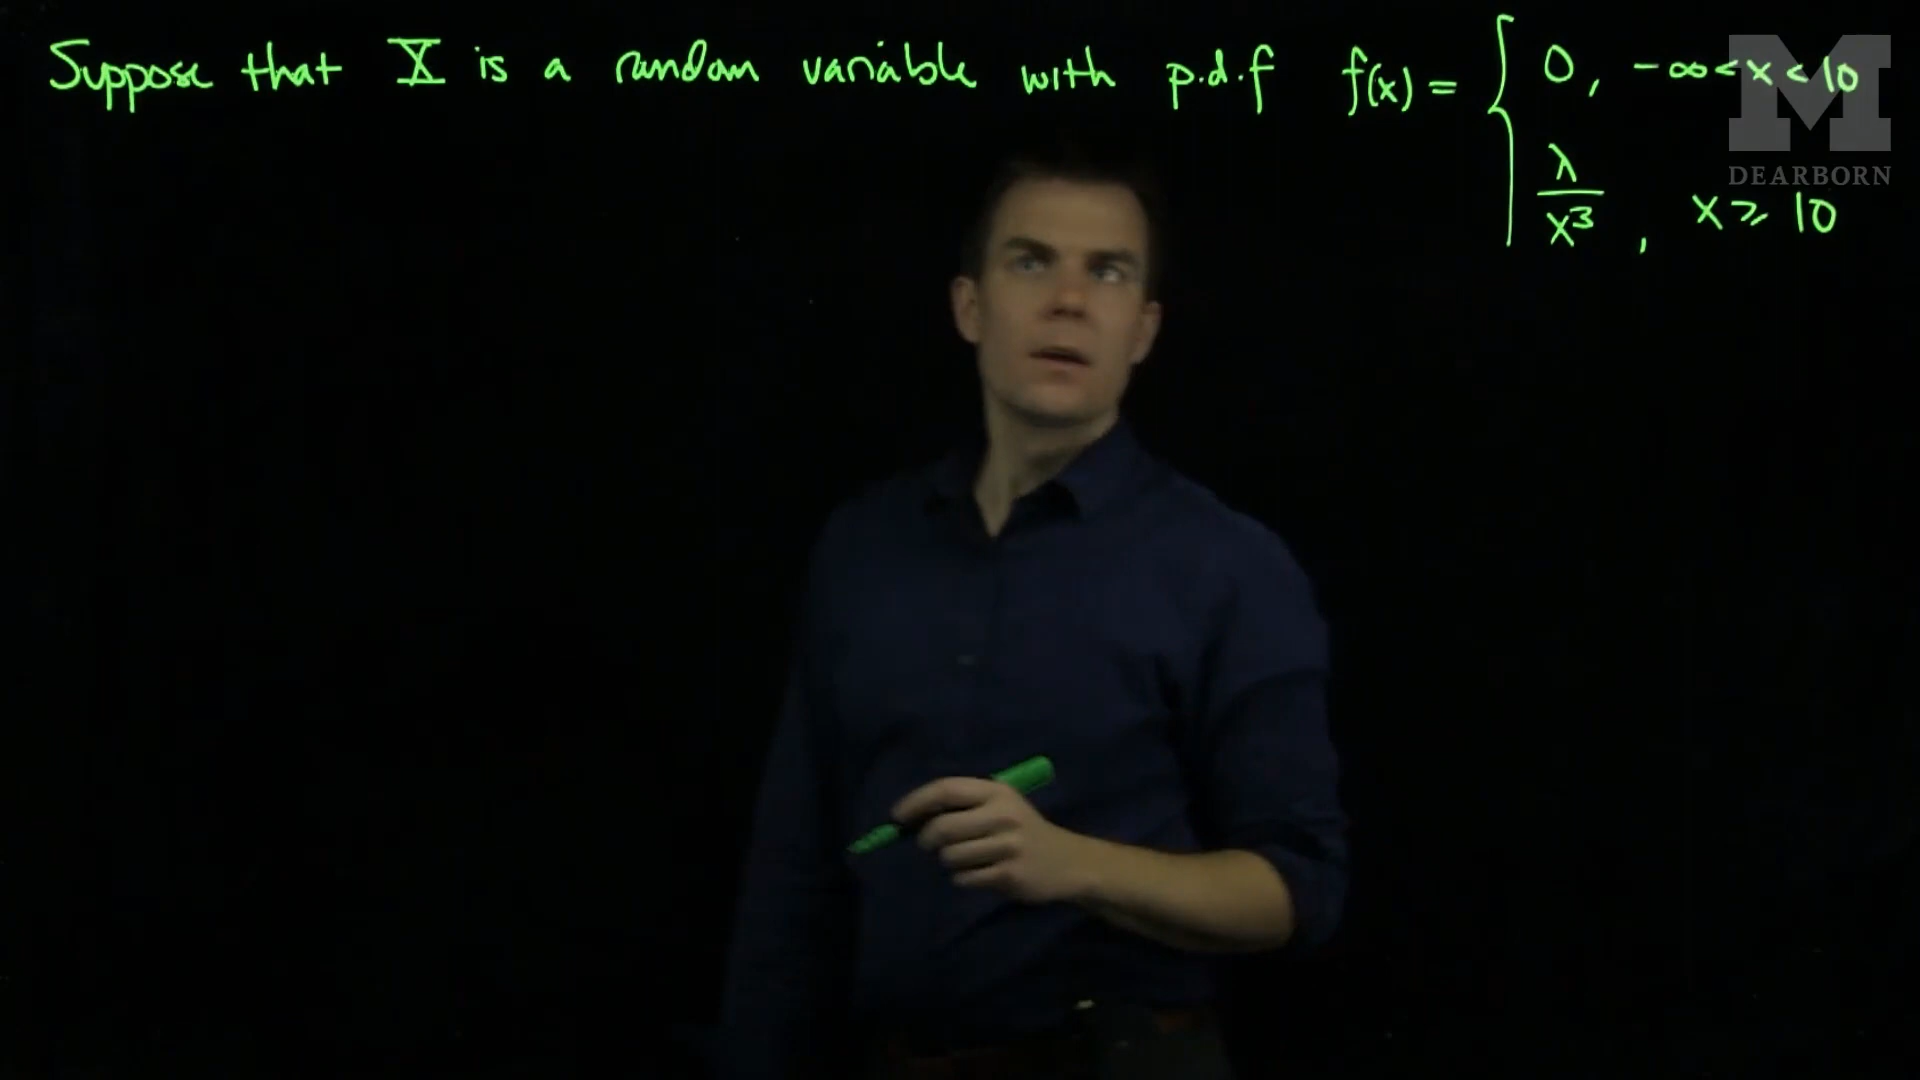 Suppose that X is a random variable with p.d.f f(x) = { 0, -∞ < x < 10
λ/x³, x ≥ 10
M
DEARBORN